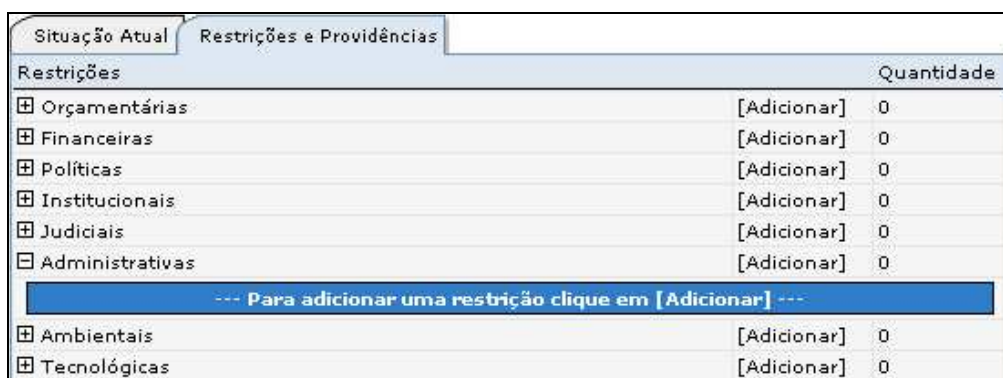 Situação Atual Restrições e Providências
Restrições Quantidade
Orçamentárias [Adicionar] 0
Financeiras [Adicionar] 0
Políticas [Adicionar] 0
Institucionais [Adicionar] 0
Judiciais [Adicionar] 0
Administrativas [Adicionar] 0
--- Para adicionar uma restrição clique em [Adicionar] ---
Ambientais [Adicionar] 0
Tecnológicas [Adicionar] 0